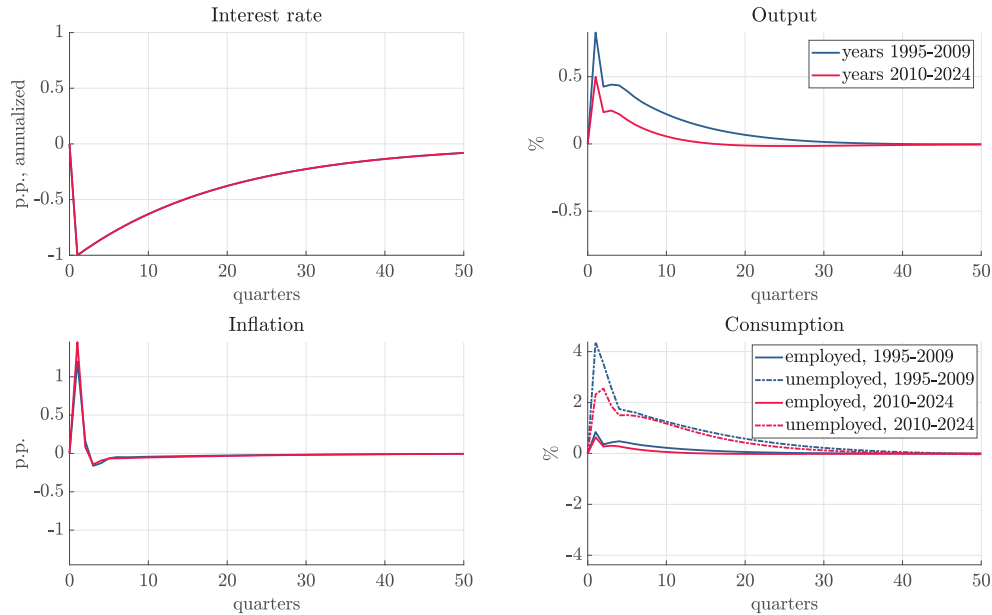 Interest rate
p.p., annualized
1
0.5
0
-0.5
-1
0 10 20 30 40 50
quarters
Output
%
0.5
0
-0.5
years 1995-2009
years 2010-2024
0 10 20 30 40 50
quarters
Inflation
p.p.
1
0.5
0
-0.5
-1
0 10 20 30 40 50
quarters
Consumption
%
4
2
0
-2
-4
employed, 1995-2009
unemployed, 1995-2009
employed, 2010-2024
unemployed, 2010-2024
0 10 20 30 40 50
quarters